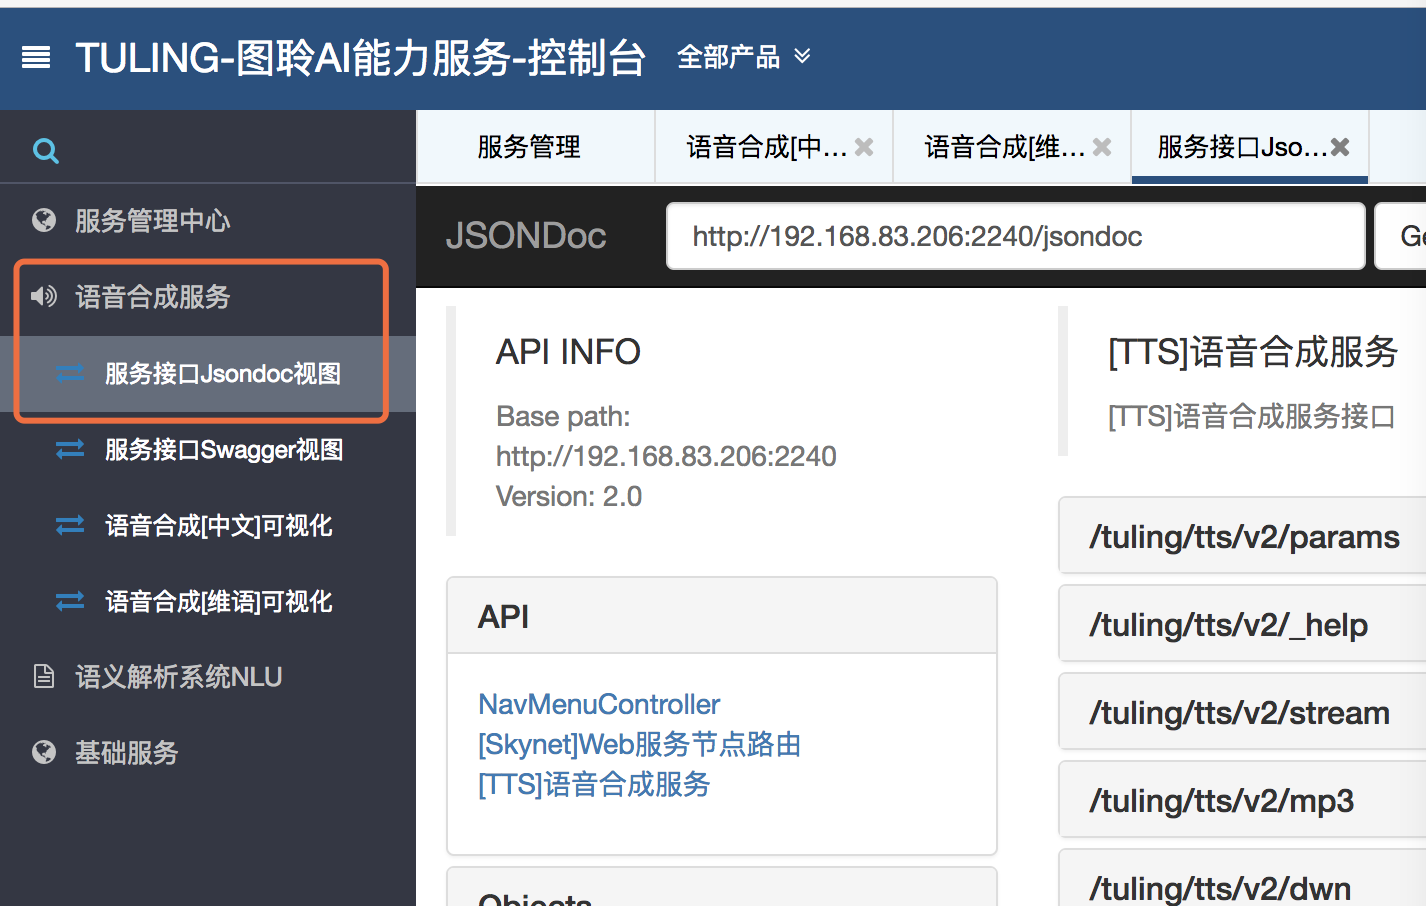 TULING-图聆AI能力服务-控制台 全部产品
服务管理 语音合成[中... 语音合成[维... 服务接口Jso...
服务管理中心
语音合成服务
服务接口Jsondoc视图
服务接口Swagger视图
语音合成[中文]可视化
语音合成[维语]可视化
语义解析系统NLU
基础服务
JSONDoc http://192.168.83.206:2240/jsondoc
API INFO
Base path:
http://192.168.83.206:2240
Version: 2.0
API
NavMenuController
[Skynet]Web服务节点路由
[TTS]语音合成服务
Objects
[TTS]语音合成服务
[TTS]语音合成服务接口
/tuling/tts/v2/params
/tuling/tts/v2/_help
/tuling/tts/v2/stream
/tuling/tts/v2/mp3
/tuling/tts/v2/dwn